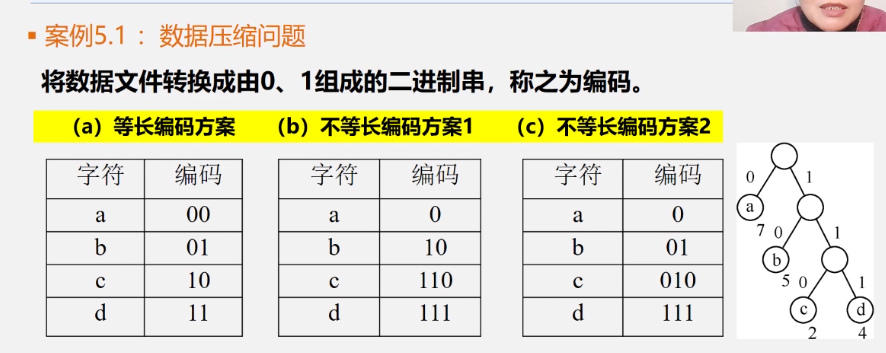 ▪ 案例5.1 ：数据压缩问题
将数据文件转换成由0、1组成的二进制串，称之为编码。
（a）等长编码方案 （b）不等长编码方案1 （c）不等长编码方案2
字符 编码
a 00
b 01
c 10
d 11
字符 编码
a 0
b 10
c 110
d 111
字符 编码
a 0
b 01
c 010
d 111
0 1
a
7 0 1
b
5 0 1
c d
2 4